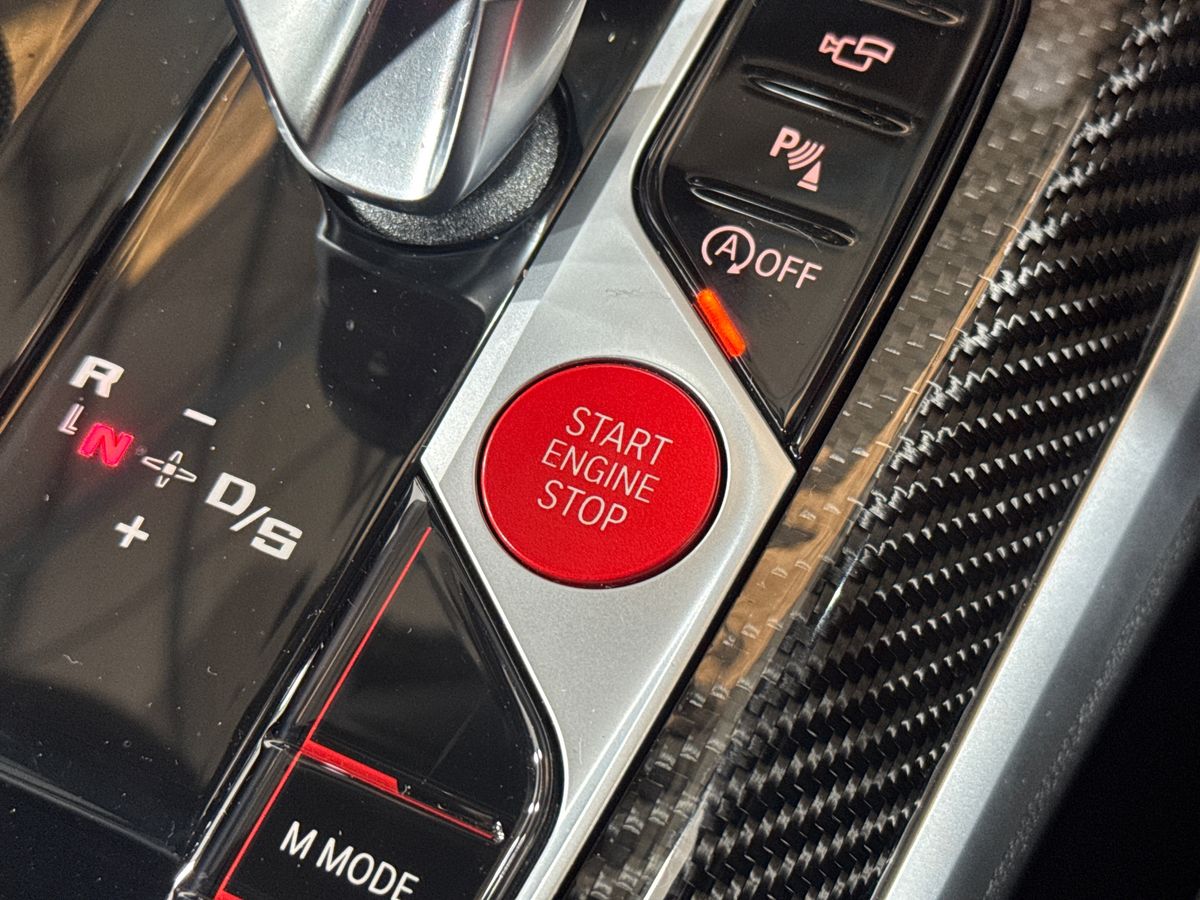 P
A OFF
START
ENGINE
STOP
R
N
−
+
D/S
M MODE